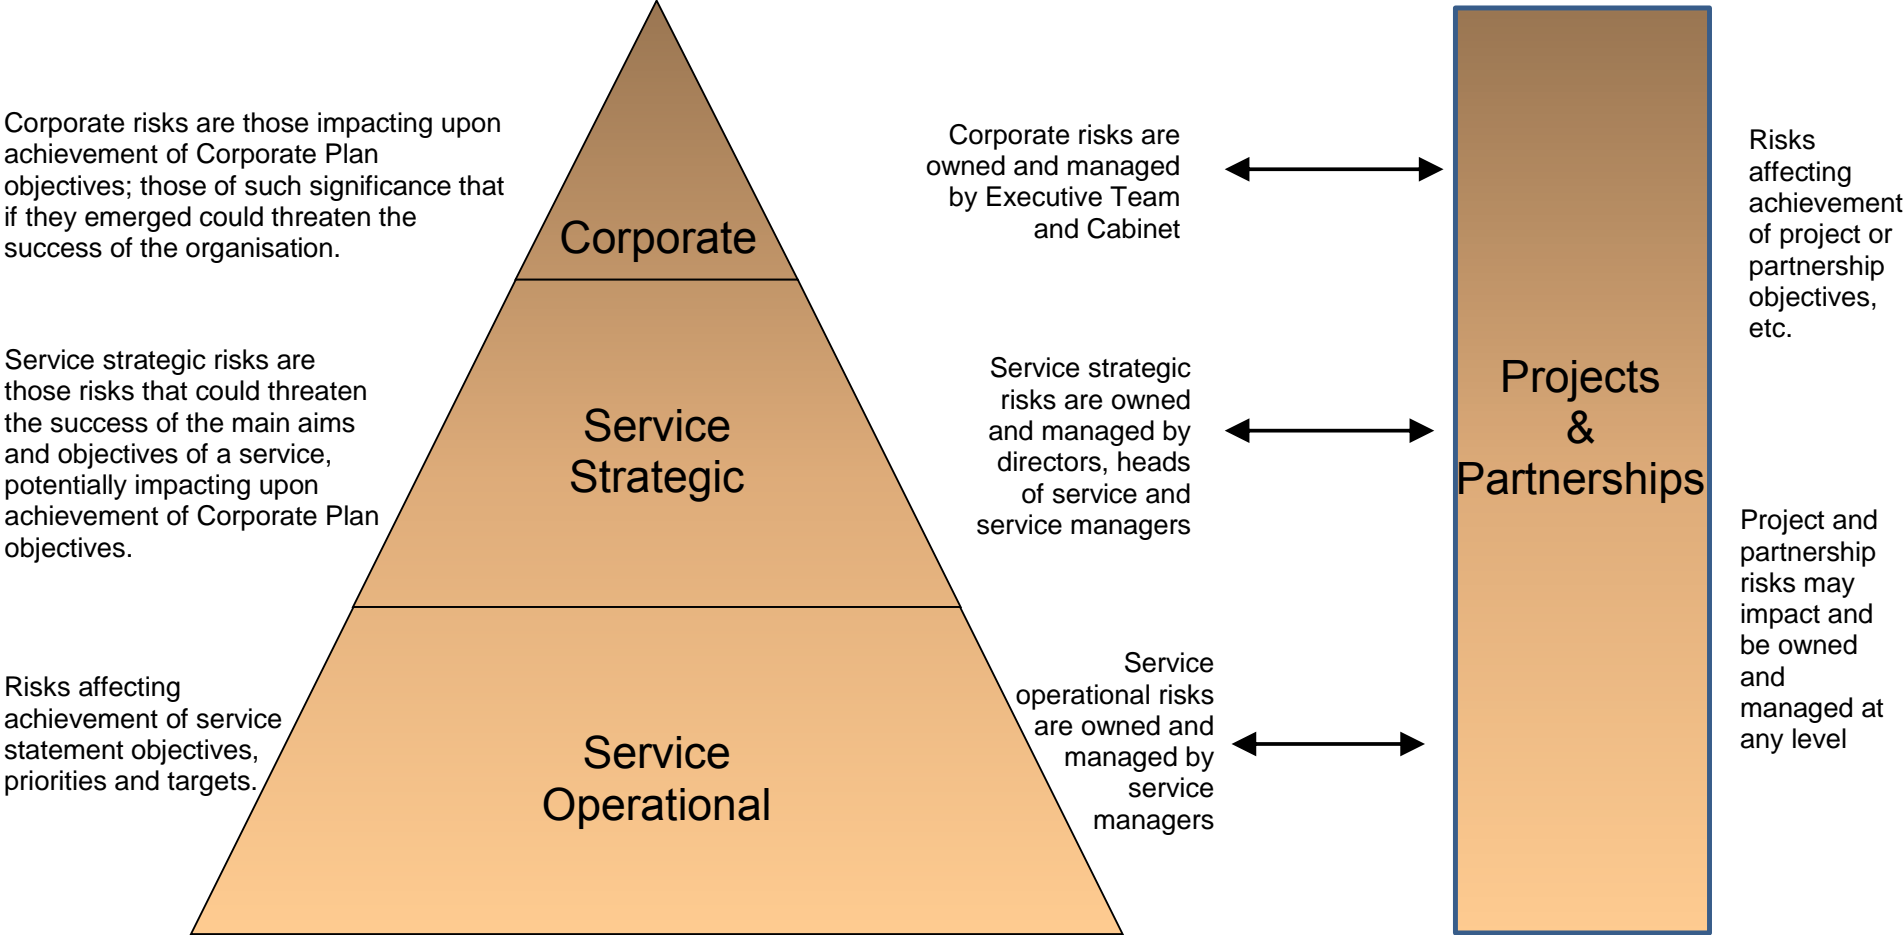 Corporate risks are those impacting upon
achievement of Corporate Plan
objectives; those of such significance that
if they emerged could threaten the
success of the organisation.
Corporate
Corporate risks are
owned and managed
by Executive Team
and Cabinet
Risks
affecting
achievement
of project or
partnership
objectives,
etc.
Service strategic risks are
those risks that could threaten
the success of the main aims
and objectives of a service,
potentially impacting upon
achievement of Corporate Plan
objectives.
Service
Strategic
Service strategic
risks are owned
and managed by
directors, heads
of service and
service managers
Projects
&
Partnerships
Project and
partnership
risks may
impact and
be owned
and
managed at
any level
Risks affecting
achievement of service
statement objectives,
priorities and targets.
Service
Operational
Service
operational risks
are owned and
managed by
service
managers